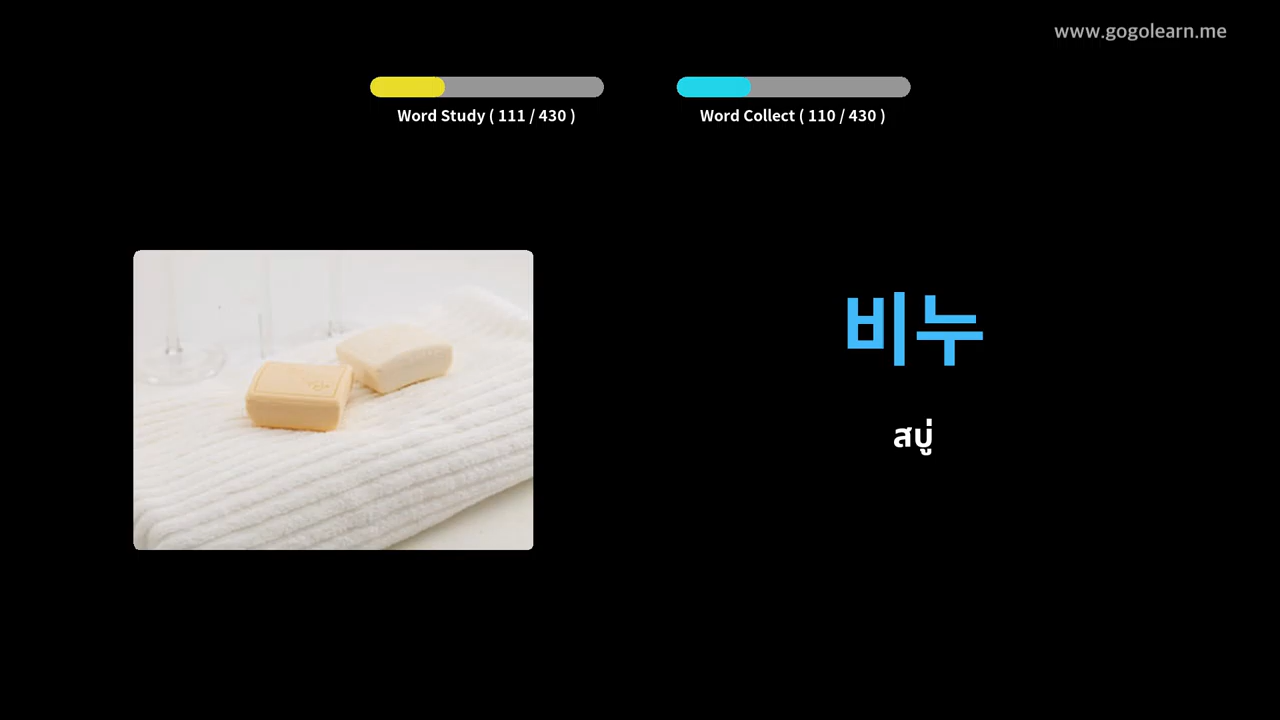 www.gogolearn.me
Word Study ( 111 / 430 )
Word Collect ( 110 / 430 )
비누
สบู่